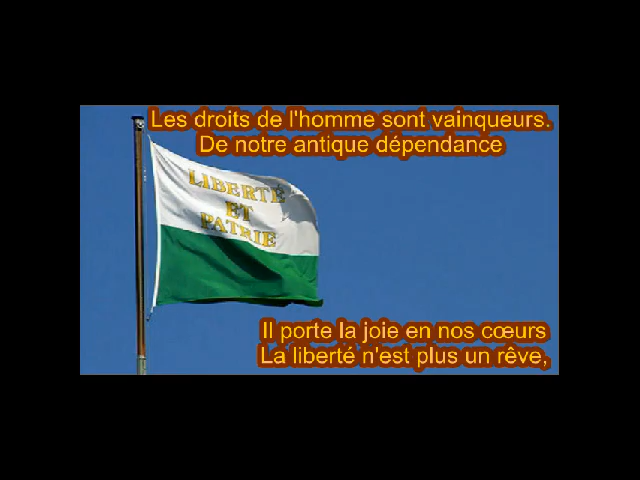 Les droits de l'homme sont vainqueurs.
De notre antique dépendance
LIBERTÉ
ET
PATRIE
Il porte la joie en nos cœurs
La liberté n'est plus un rêve,